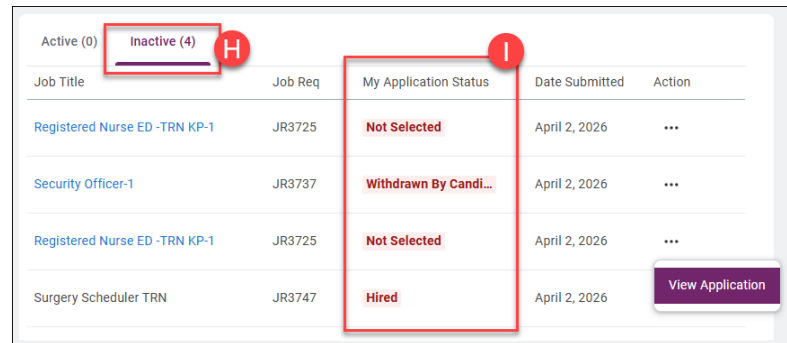 Active (0) Inactive (4) H
I
Job Title Job Req My Application Status Date Submitted Action
Registered Nurse ED -TRN KP-1 JR3725 Not Selected April 2, 2026 •••
Security Officer-1 JR3737 Withdrawn By Candi... April 2, 2026 •••
Registered Nurse ED -TRN KP-1 JR3725 Not Selected April 2, 2026 •••
Surgery Scheduler TRN JR3747 Hired April 2, 2026
View Application